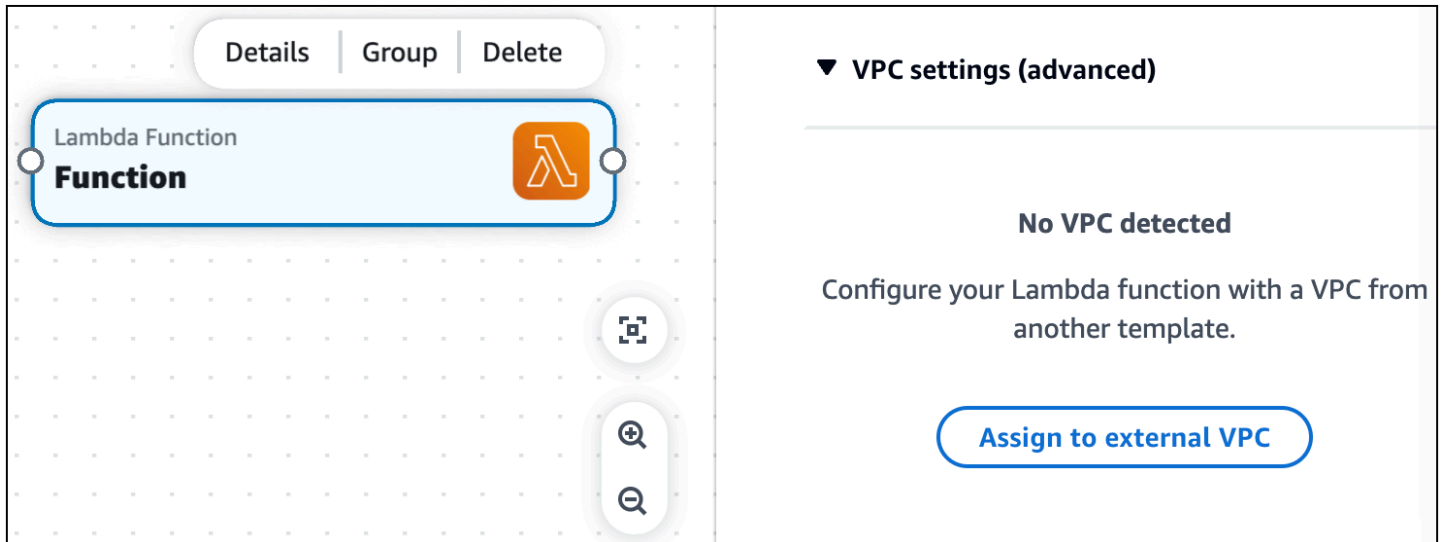 Details Group Delete
Lambda Function
Function
VPC settings (advanced)
No VPC detected
Configure your Lambda function with a VPC from
another template.
Assign to external VPC